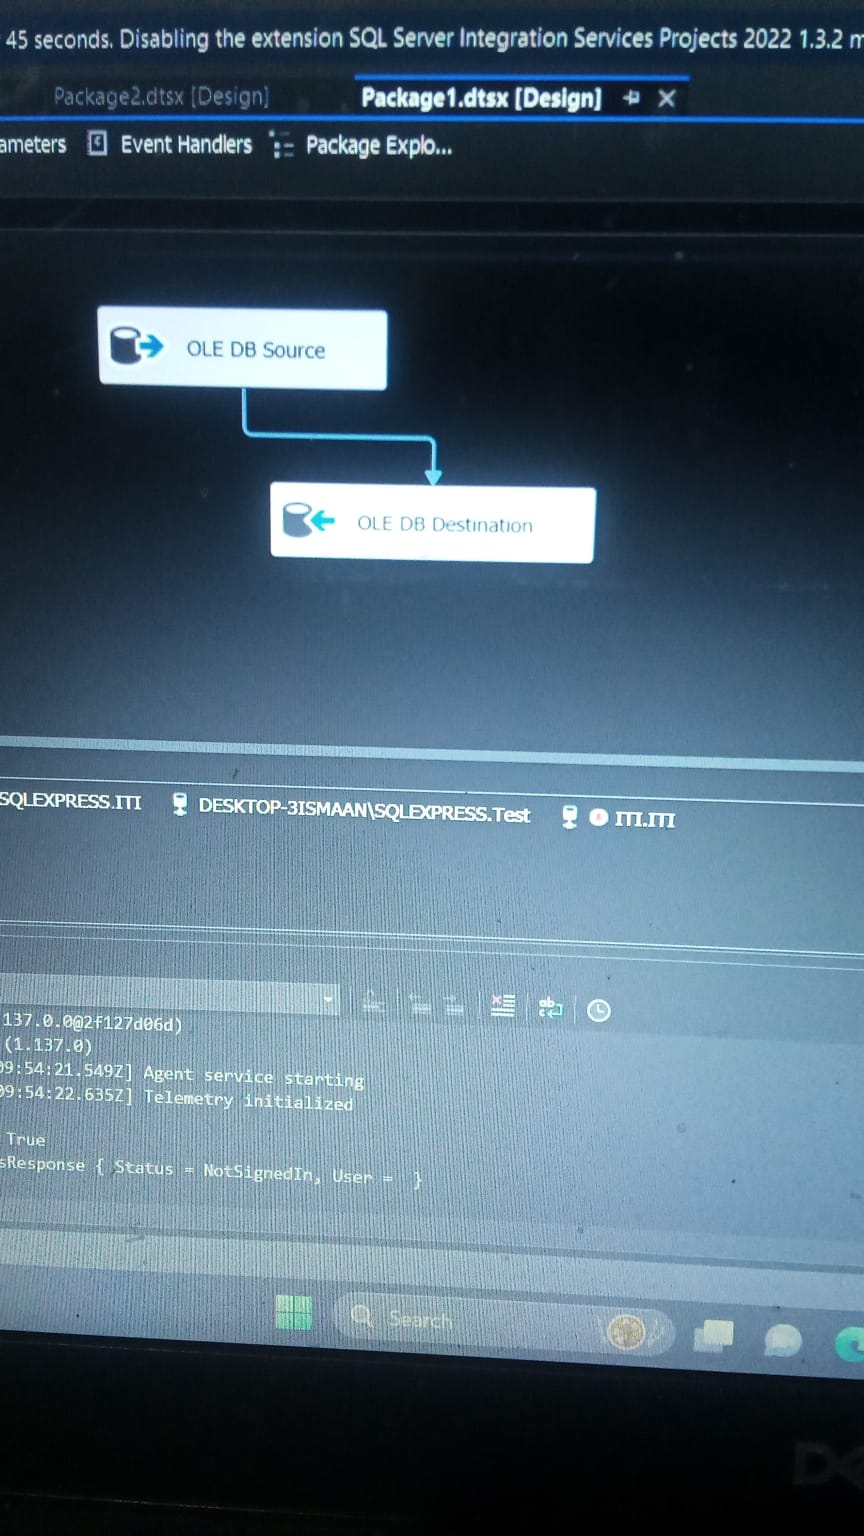 45 seconds. Disabling the extension SQL Server Integration Services Projects 2022 1.3.2 m
Package2.dtsx [Design] Package1.dtsx [Design]
ameters Event Handlers Package Explo...
OLE DB Source
OLE DB Destination
SQLEXPRESS.ITI DESKTOP-3ISMAAN\SQLEXPRESS.Test ITI.ITI
137.0.0@2f127d06d)
(1.137.0)
09:54:21.549Z] Agent service starting
09:54:22.635Z] Telemetry initialized
True
sResponse { Status = NotSignedIn, User = }
Search